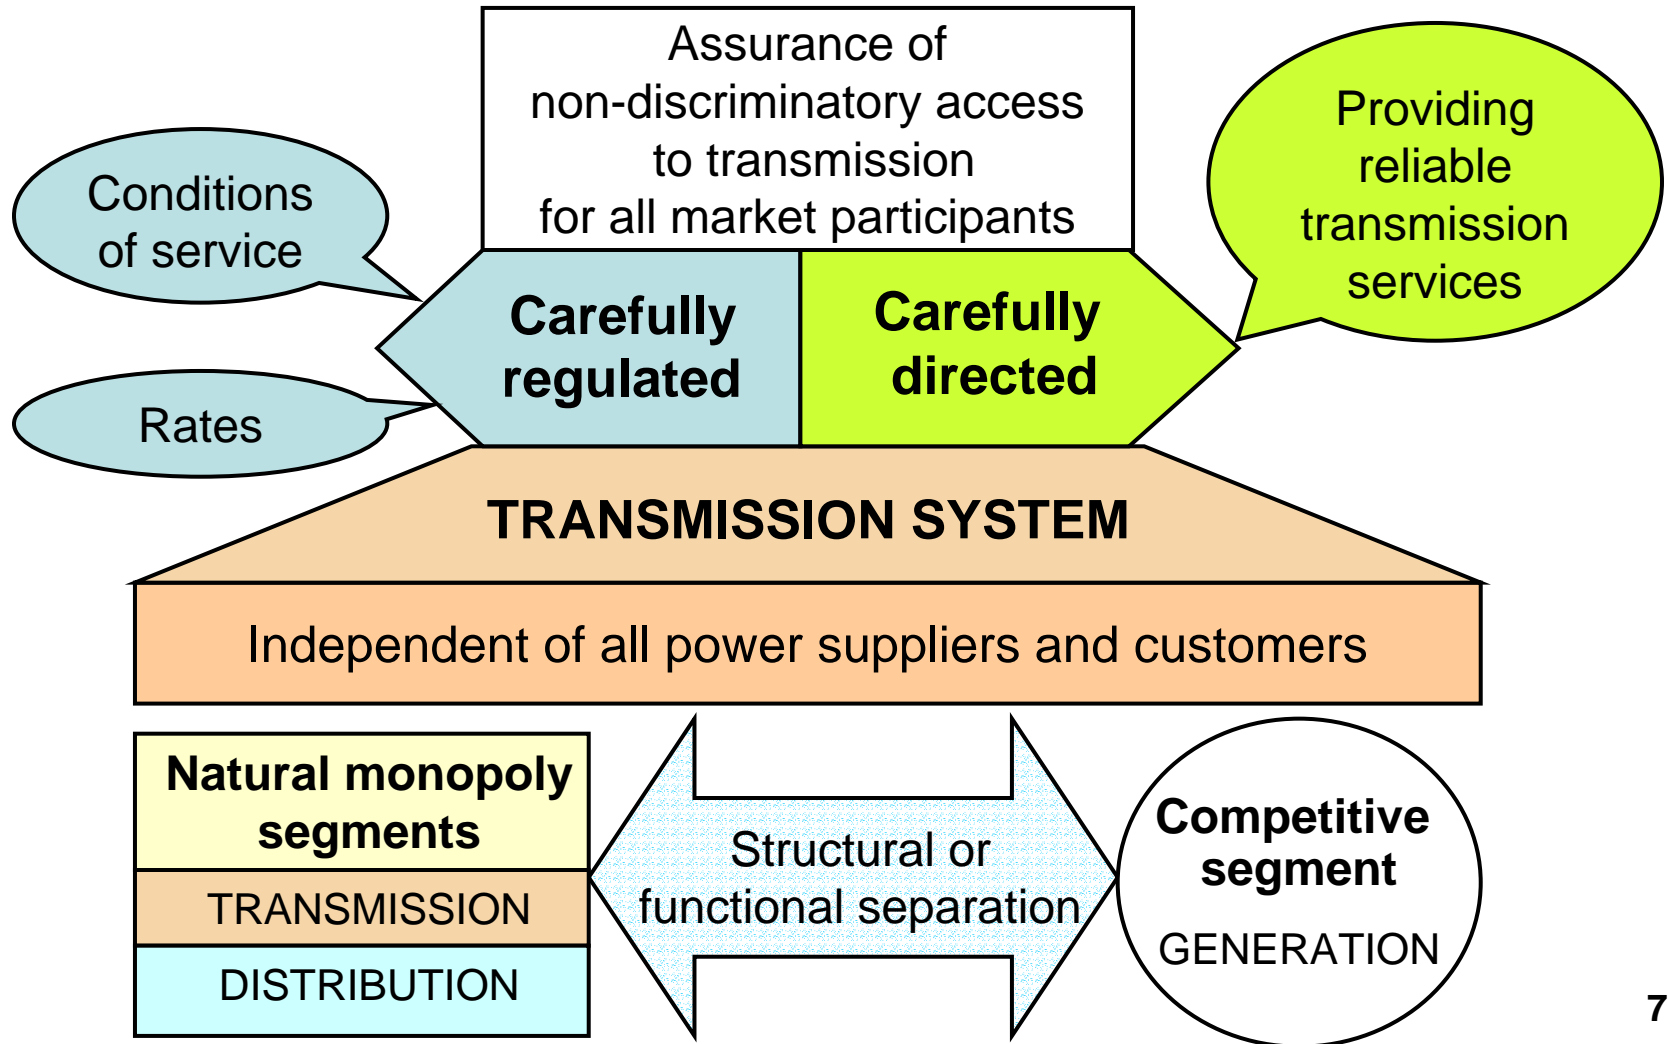 Assurance of
non-discriminatory access
to transmission
for all market participants
Conditions
of service
Rates
Carefully
regulated
Carefully
directed
Providing
reliable
transmission
services
TRANSMISSION SYSTEM
Independent of all power suppliers and customers
Natural monopoly
segments
TRANSMISSION
DISTRIBUTION
Structural or
functional separation
Competitive
segment
GENERATION
7